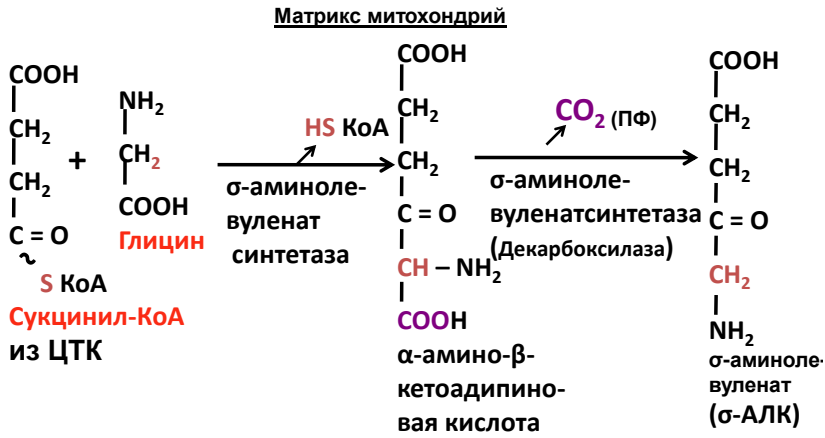 Матрикс митохондрий
COOH
CH2
CH2
C = O
~
S КоА
Сукцинил-КоА
из ЦТК
+
NH2
CH2
COOH
Глицин
HS КоА
σ-аминоле-
вуленат
синтетаза
COOH
CH2
CH2
C = O
CH – NH2
COOH
α-амино-β-
кетоадипино-
вая кислота
CO2 (ПФ)
σ-аминоле-
вуленатсинтетаза
(Декарбоксилаза)
COOH
CH2
CH2
C = O
CH2
NH2
σ-аминоле-
вуленат
(σ-АЛК)